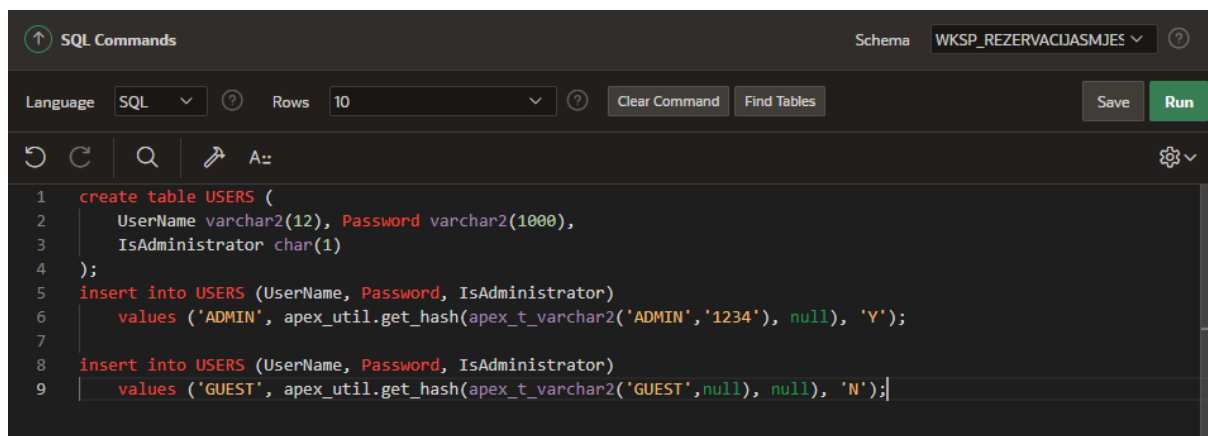 SQL Commands Schema WKSP_REZERVACIJASMJES
Language SQL Rows 10 Clear Command Find Tables Save Run
A::
1 create table USERS (
2 UserName varchar2(12), Password varchar2(1000),
3 IsAdministrator char(1)
4 );
5 insert into USERS (UserName, Password, IsAdministrator)
6 values ('ADMIN', apex_util.get_hash(apex_t_varchar2('ADMIN','1234'), null), 'Y');
7
8 insert into USERS (UserName, Password, IsAdministrator)
9 values ('GUEST', apex_util.get_hash(apex_t_varchar2('GUEST',null), null), 'N');